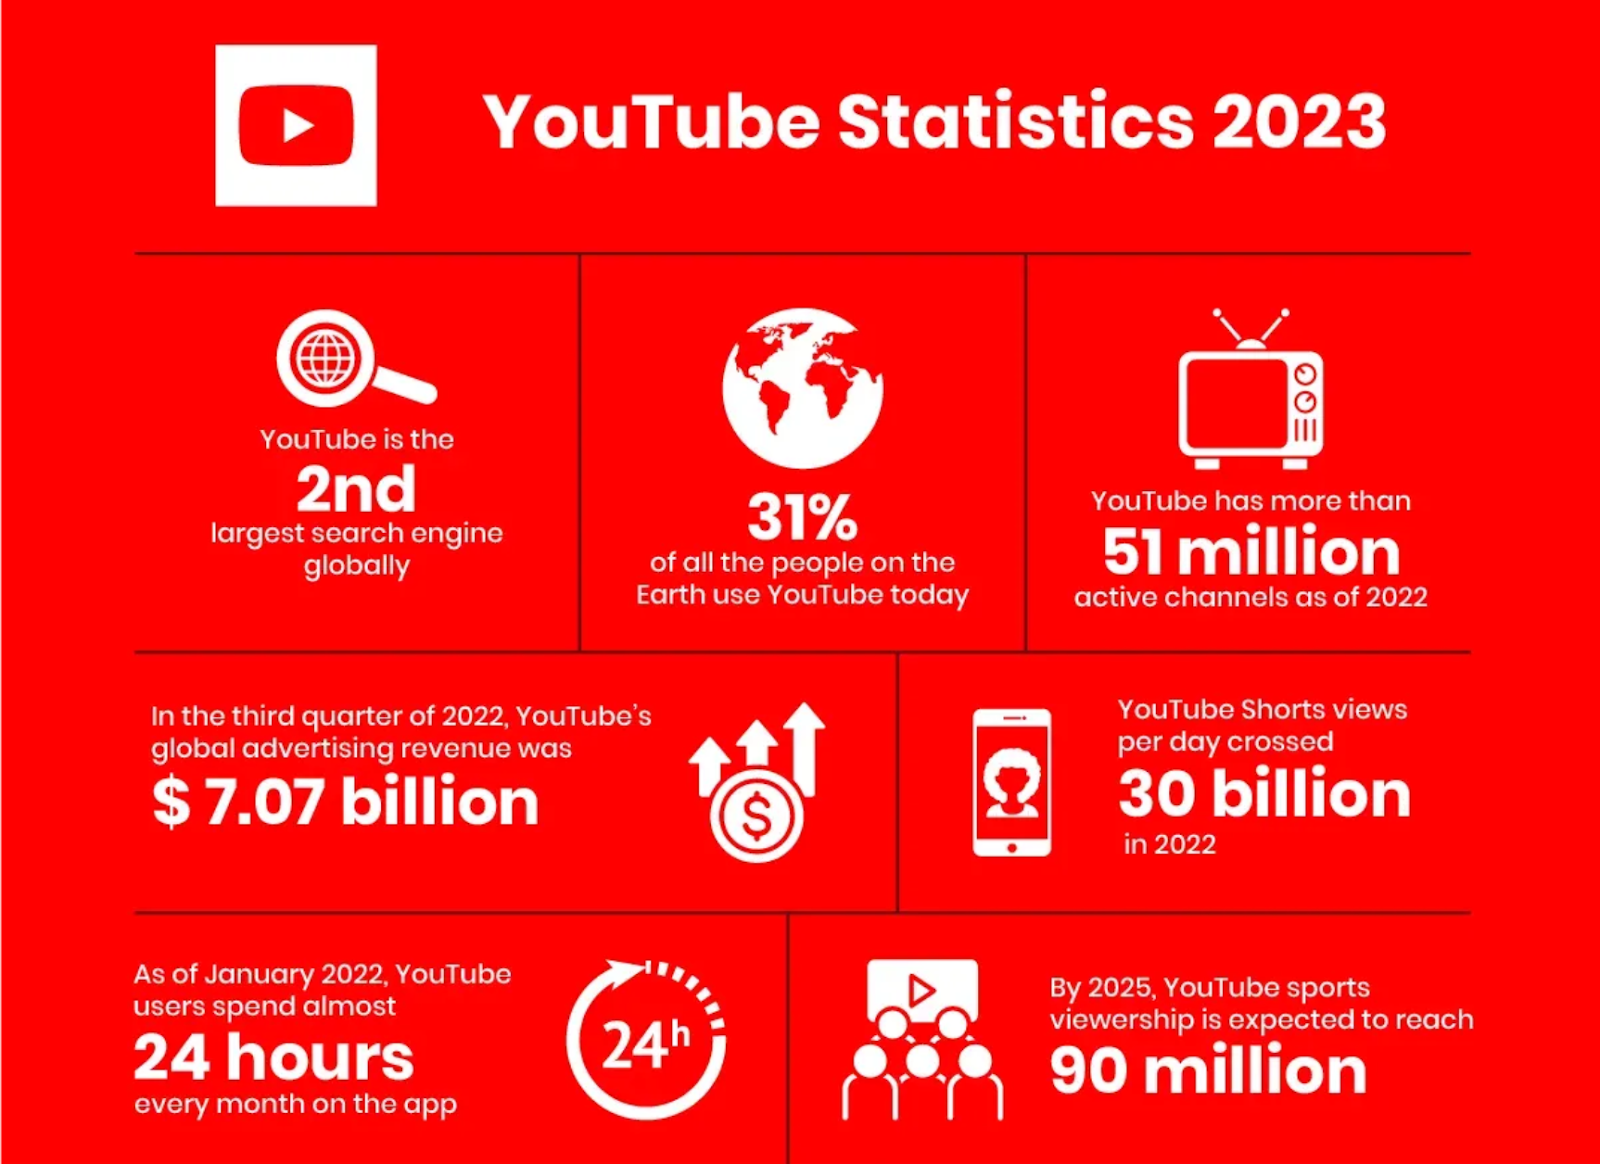 YouTube Statistics 2023
YouTube is the
2nd
largest search engine
globally
31%
of all the people on the
Earth use YouTube today
YouTube has more than
51 million
active channels as of 2022
In the third quarter of 2022, YouTube's
global advertising revenue was
$ 7.07 billion
$
YouTube Shorts views
per day crossed
30 billion
in 2022
As of January 2022, YouTube
users spend almost
24 hours
every month on the app
24h
By 2025, YouTube sports
viewership is expected to reach
90 million